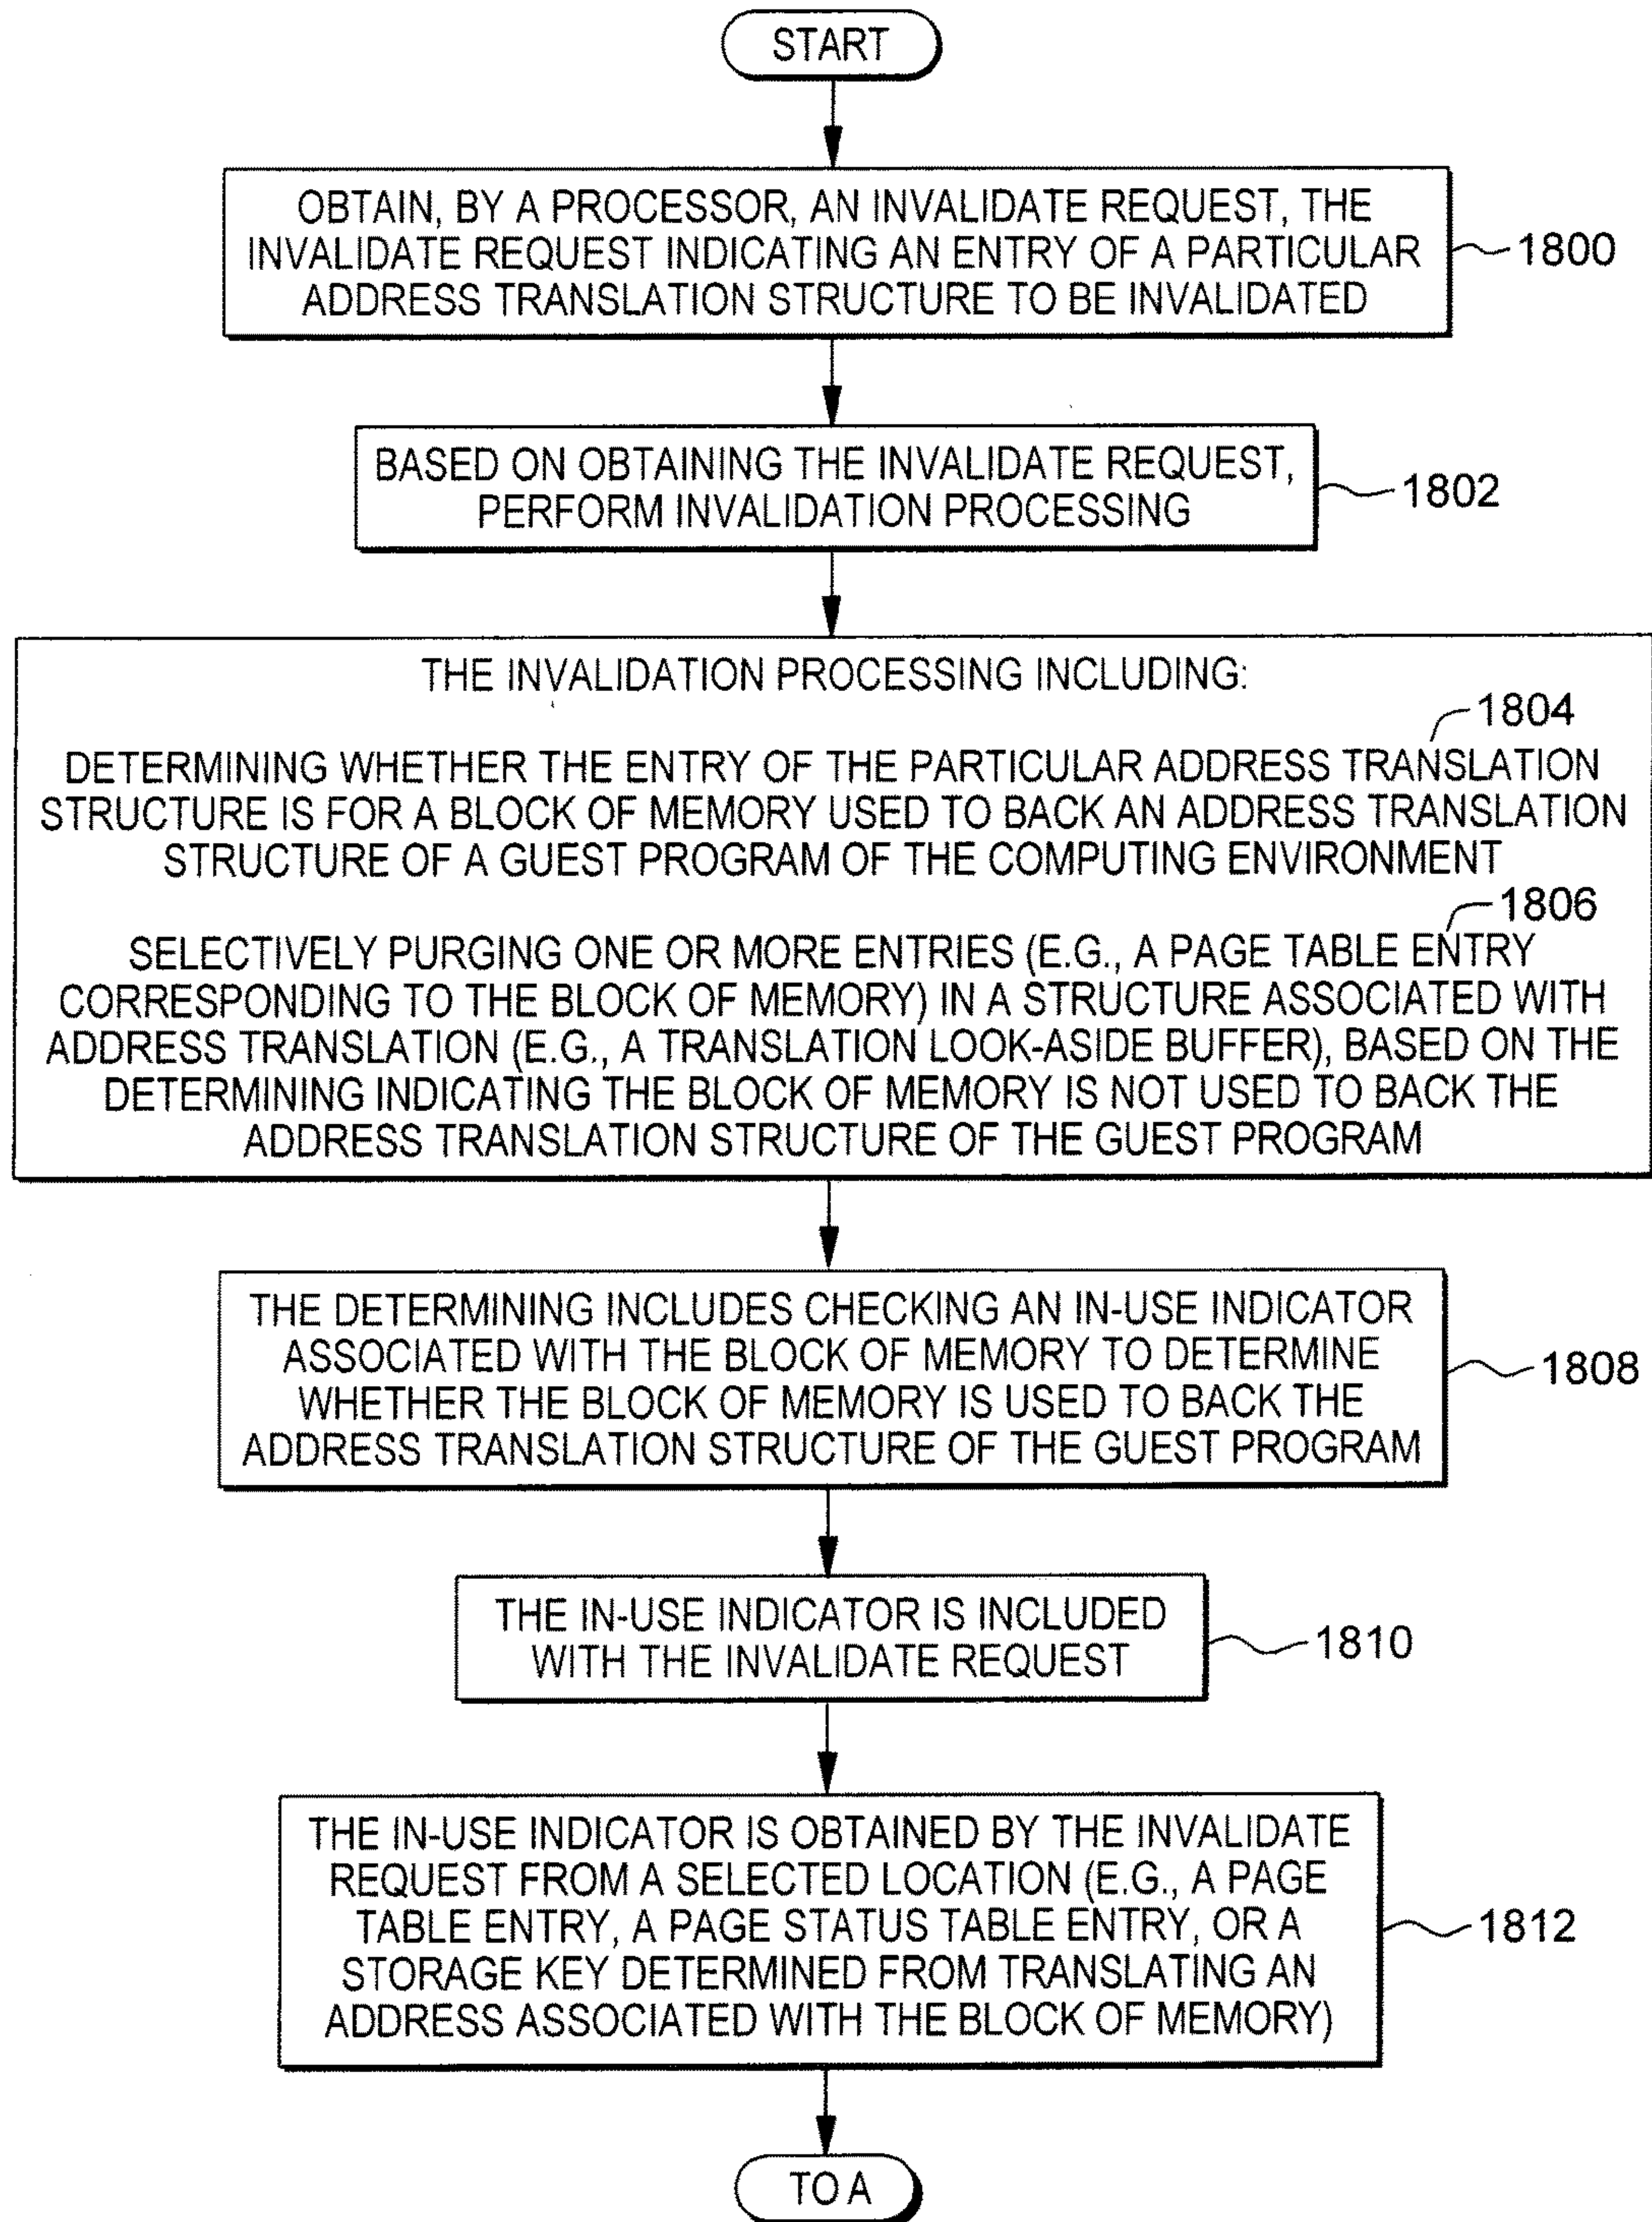 START
OBTAIN, BY A PROCESSOR, AN INVALIDATE REQUEST, THE
INVALIDATE REQUEST INDICATING AN ENTRY OF A PARTICULAR
ADDRESS TRANSLATION STRUCTURE TO BE INVALIDATED
1800
BASED ON OBTAINING THE INVALIDATE REQUEST,
PERFORM INVALIDATION PROCESSING
1802
THE INVALIDATION PROCESSING INCLUDING:
1804
DETERMINING WHETHER THE ENTRY OF THE PARTICULAR ADDRESS TRANSLATION
STRUCTURE IS FOR A BLOCK OF MEMORY USED TO BACK AN ADDRESS TRANSLATION
STRUCTURE OF A GUEST PROGRAM OF THE COMPUTING ENVIRONMENT
1806
SELECTIVELY PURGING ONE OR MORE ENTRIES (E.G., A PAGE TABLE ENTRY
CORRESPONDING TO THE BLOCK OF MEMORY) IN A STRUCTURE ASSOCIATED WITH
ADDRESS TRANSLATION (E.G., A TRANSLATION LOOK-ASIDE BUFFER), BASED ON THE
DETERMINING INDICATING THE BLOCK OF MEMORY IS NOT USED TO BACK THE
ADDRESS TRANSLATION STRUCTURE OF THE GUEST PROGRAM
THE DETERMINING INCLUDES CHECKING AN IN-USE INDICATOR
ASSOCIATED WITH THE BLOCK OF MEMORY TO DETERMINE
WHETHER THE BLOCK OF MEMORY IS USED TO BACK THE
ADDRESS TRANSLATION STRUCTURE OF THE GUEST PROGRAM
1808
THE IN-USE INDICATOR IS INCLUDED
WITH THE INVALIDATE REQUEST
1810
THE IN-USE INDICATOR IS OBTAINED BY THE INVALIDATE
REQUEST FROM A SELECTED LOCATION (E.G., A PAGE
TABLE ENTRY, A PAGE STATUS TABLE ENTRY, OR A
STORAGE KEY DETERMINED FROM TRANSLATING AN
ADDRESS ASSOCIATED WITH THE BLOCK OF MEMORY)
1812
TO A